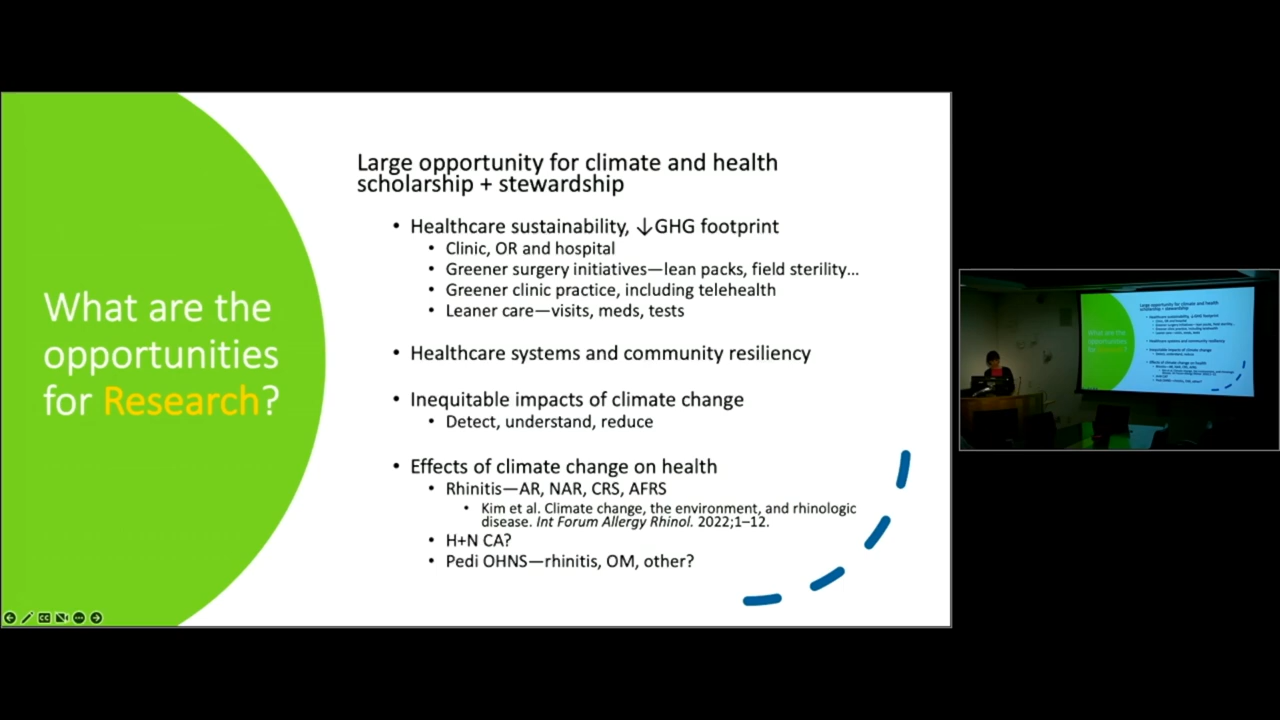 What are the
opportunities
for Research?
Large opportunity for climate and health
scholarship + stewardship
• Healthcare sustainability, ↓GHG footprint
• Clinic, OR and hospital
• Greener surgery initiatives—lean packs, field sterility…
• Greener clinic practice, including telehealth
• Leaner care—visits, meds, tests
• Healthcare systems and community resiliency
• Inequitable impacts of climate change
• Detect, understand, reduce
• Effects of climate change on health
• Rhinitis—AR, NAR, CRS, AFRS
• Kim et al. Climate change, the environment, and rhinologic
disease. Int Forum Allergy Rhinol. 2022;1–12.
• H+N CA?
• Pedi OHNS—rhinitis, OM, other?